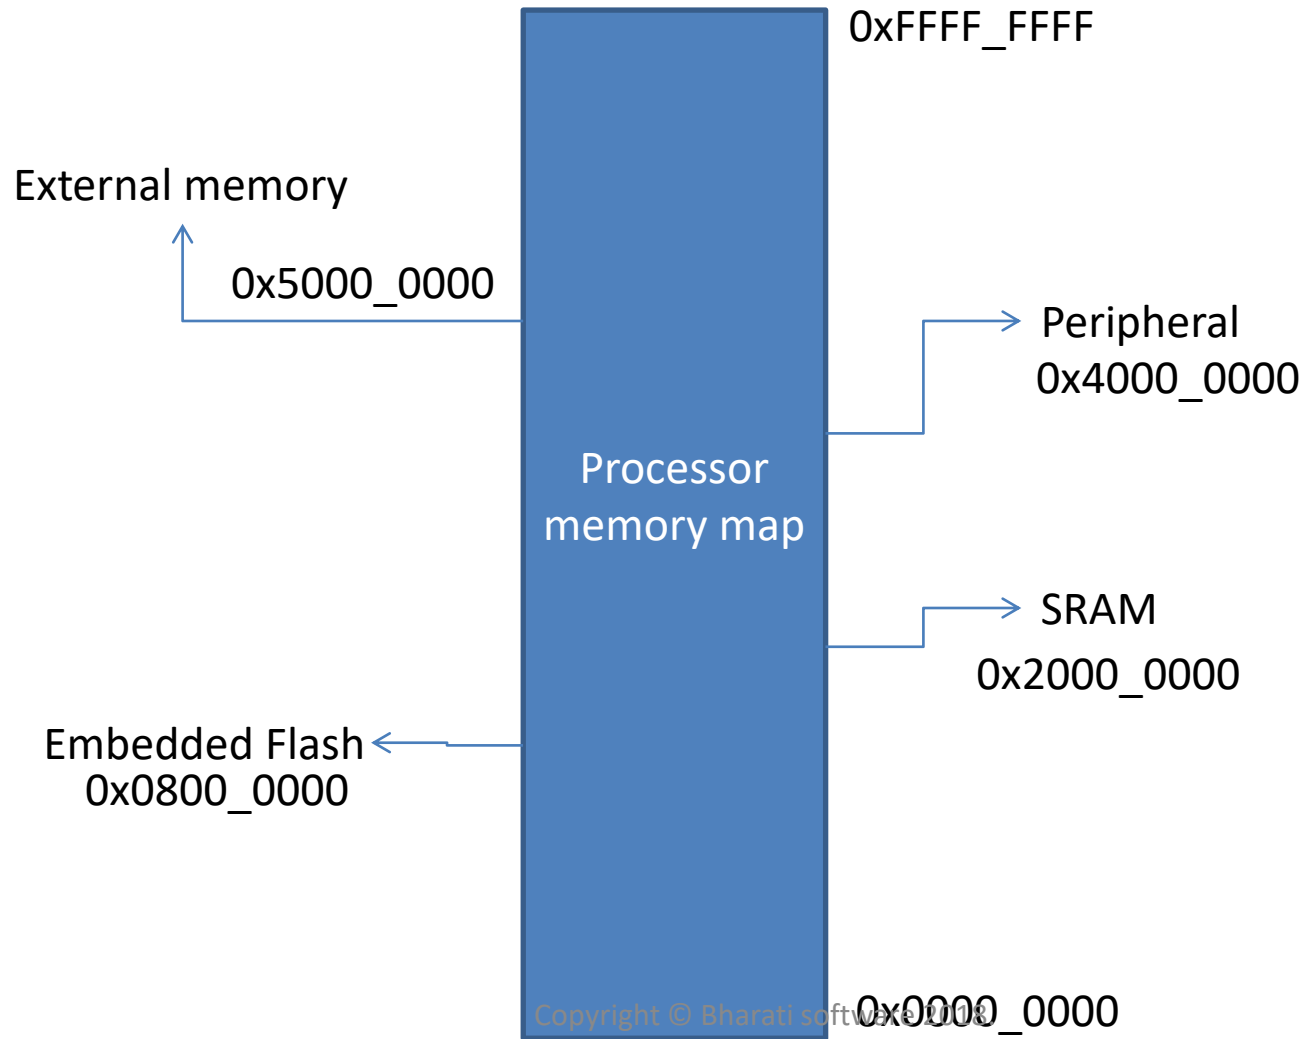 0xFFFF_FFFF
External memory
0x5000_0000
Peripheral
0x4000_0000
Processor
memory map
SRAM
0x2000_0000
Embedded Flash
0x0800_0000
Copyright © Bharati software 2018.
0x0000_0000